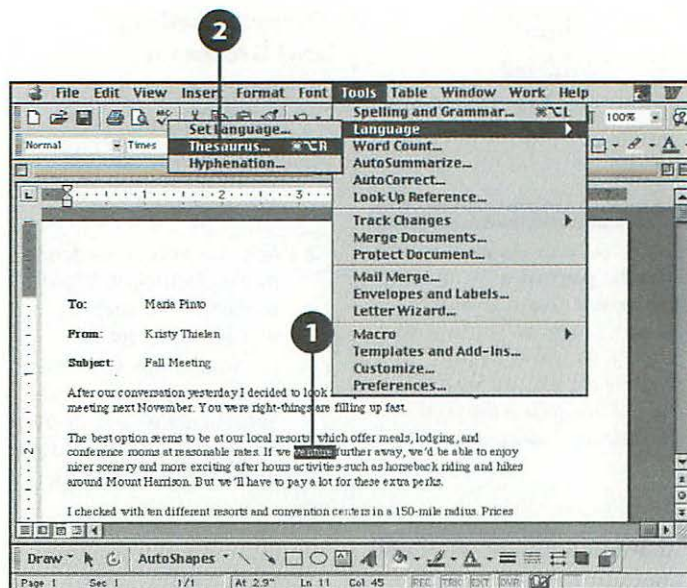 2
File Edit View Insert Format Font Tools Table Window Work Help
Normal Times 100%
Spelling and Grammar... ⌘⌥L
Language
Word Count...
AutoSummarize...
AutoCorrect...
Look Up Reference...
Track Changes
Merge Documents...
Protect Document...
Mail Merge...
Envelopes and Labels...
Letter Wizard...
Macro
Templates and Add-Ins...
Customize...
Preferences...
Set Language...
Thesaurus... ⌘⌥R
Hyphenation...
1 2 3
To: Maria Pinto
From: Kristy Thielen
Subject: Fall Meeting
1
After our conversation yesterday I decided to look
meeting next November. You were right-things are filling up fast.
The best option seems to be at our local resorts which offer meals, lodging, and
conference rooms at reasonable rates. If we venture further away, we'd be able to enjoy
nicer scenery and more exciting after hours activities such as horseback riding and hikes
around Mount Harrison. But we'll have to pay a lot for these extra perks.
I checked with ten different resorts and convention centers in a 150-mile radius. Prices
2
Draw AutoShapes
Page 1 Sec 1 1/1 At 2.9" Ln 11 Col 45 REC TRK EXT OVR